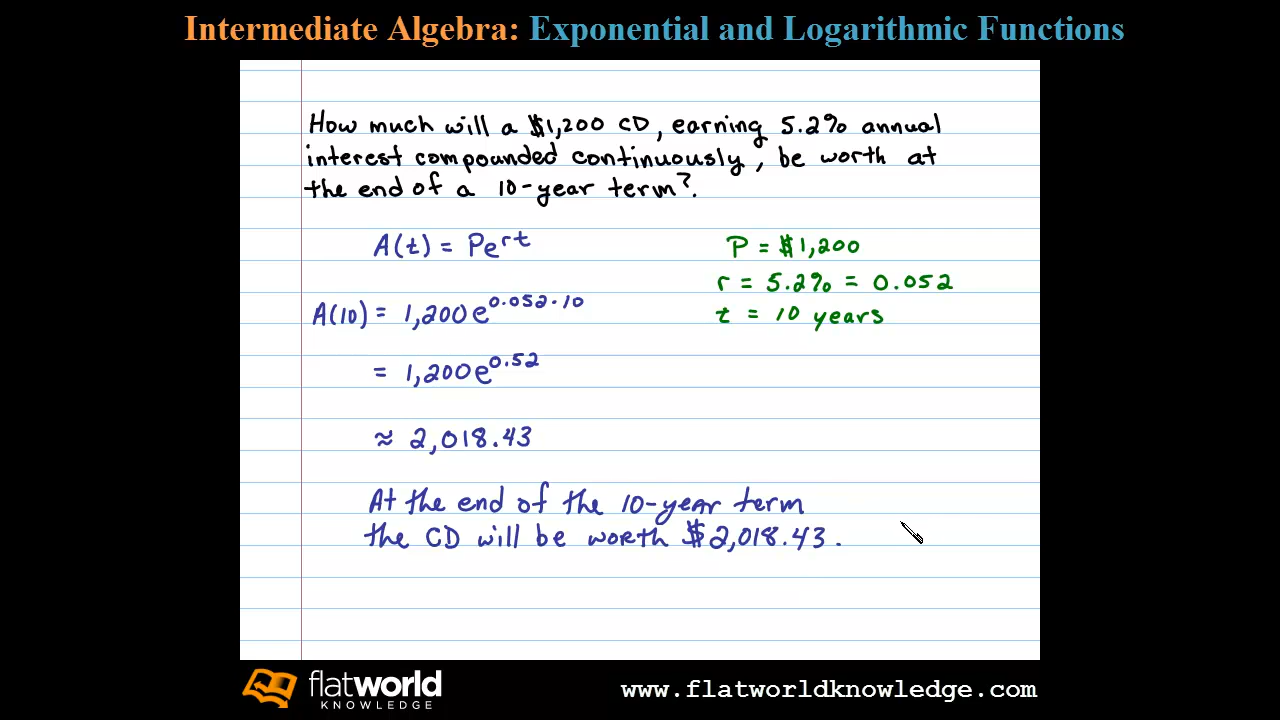 Intermediate Algebra: Exponential and Logarithmic Functions
How much will a $1,200 CD, earning 5.2% annual
interest compounded continuously, be worth at
the end of a 10-year term?
A(t) = Pe^rt
P = $1,200
r = 5.2% = 0.052
A(10) = 1,200e^0.052·10
t = 10 years
= 1,200e^0.52
≈ 2,018.43
At the end of the 10-year term
the CD will be worth $2,018.43.
flatworld
KNOWLEDGE
www.flatworldknowledge.com